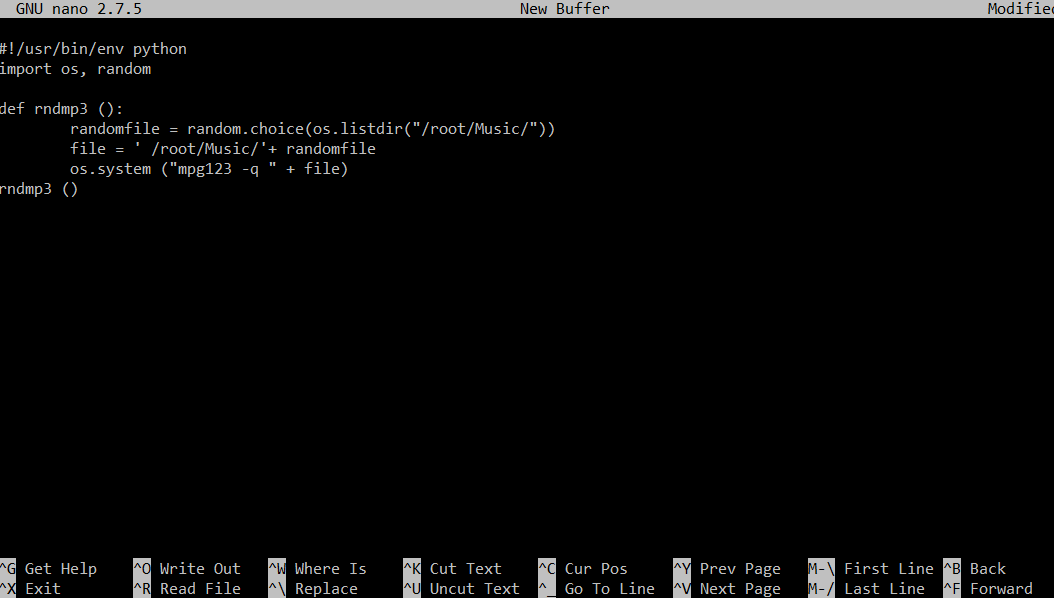 GNU nano 2.7.5 New Buffer Modified
#!/usr/bin/env python
import os, random
def rndmp3 ():
randomfile = random.choice(os.listdir("/root/Music/"))
file = ' /root/Music/'+ randomfile
os.system ("mpg123 -q " + file)
rndmp3 ()
^G Get Help ^O Write Out ^W Where Is ^K Cut Text ^C Cur Pos ^Y Prev Page M-\ First Line ^B Back
^X Exit ^R Read File ^\ Replace ^U Uncut Text ^_ Go To Line ^V Next Page M-/ Last Line ^F Forward